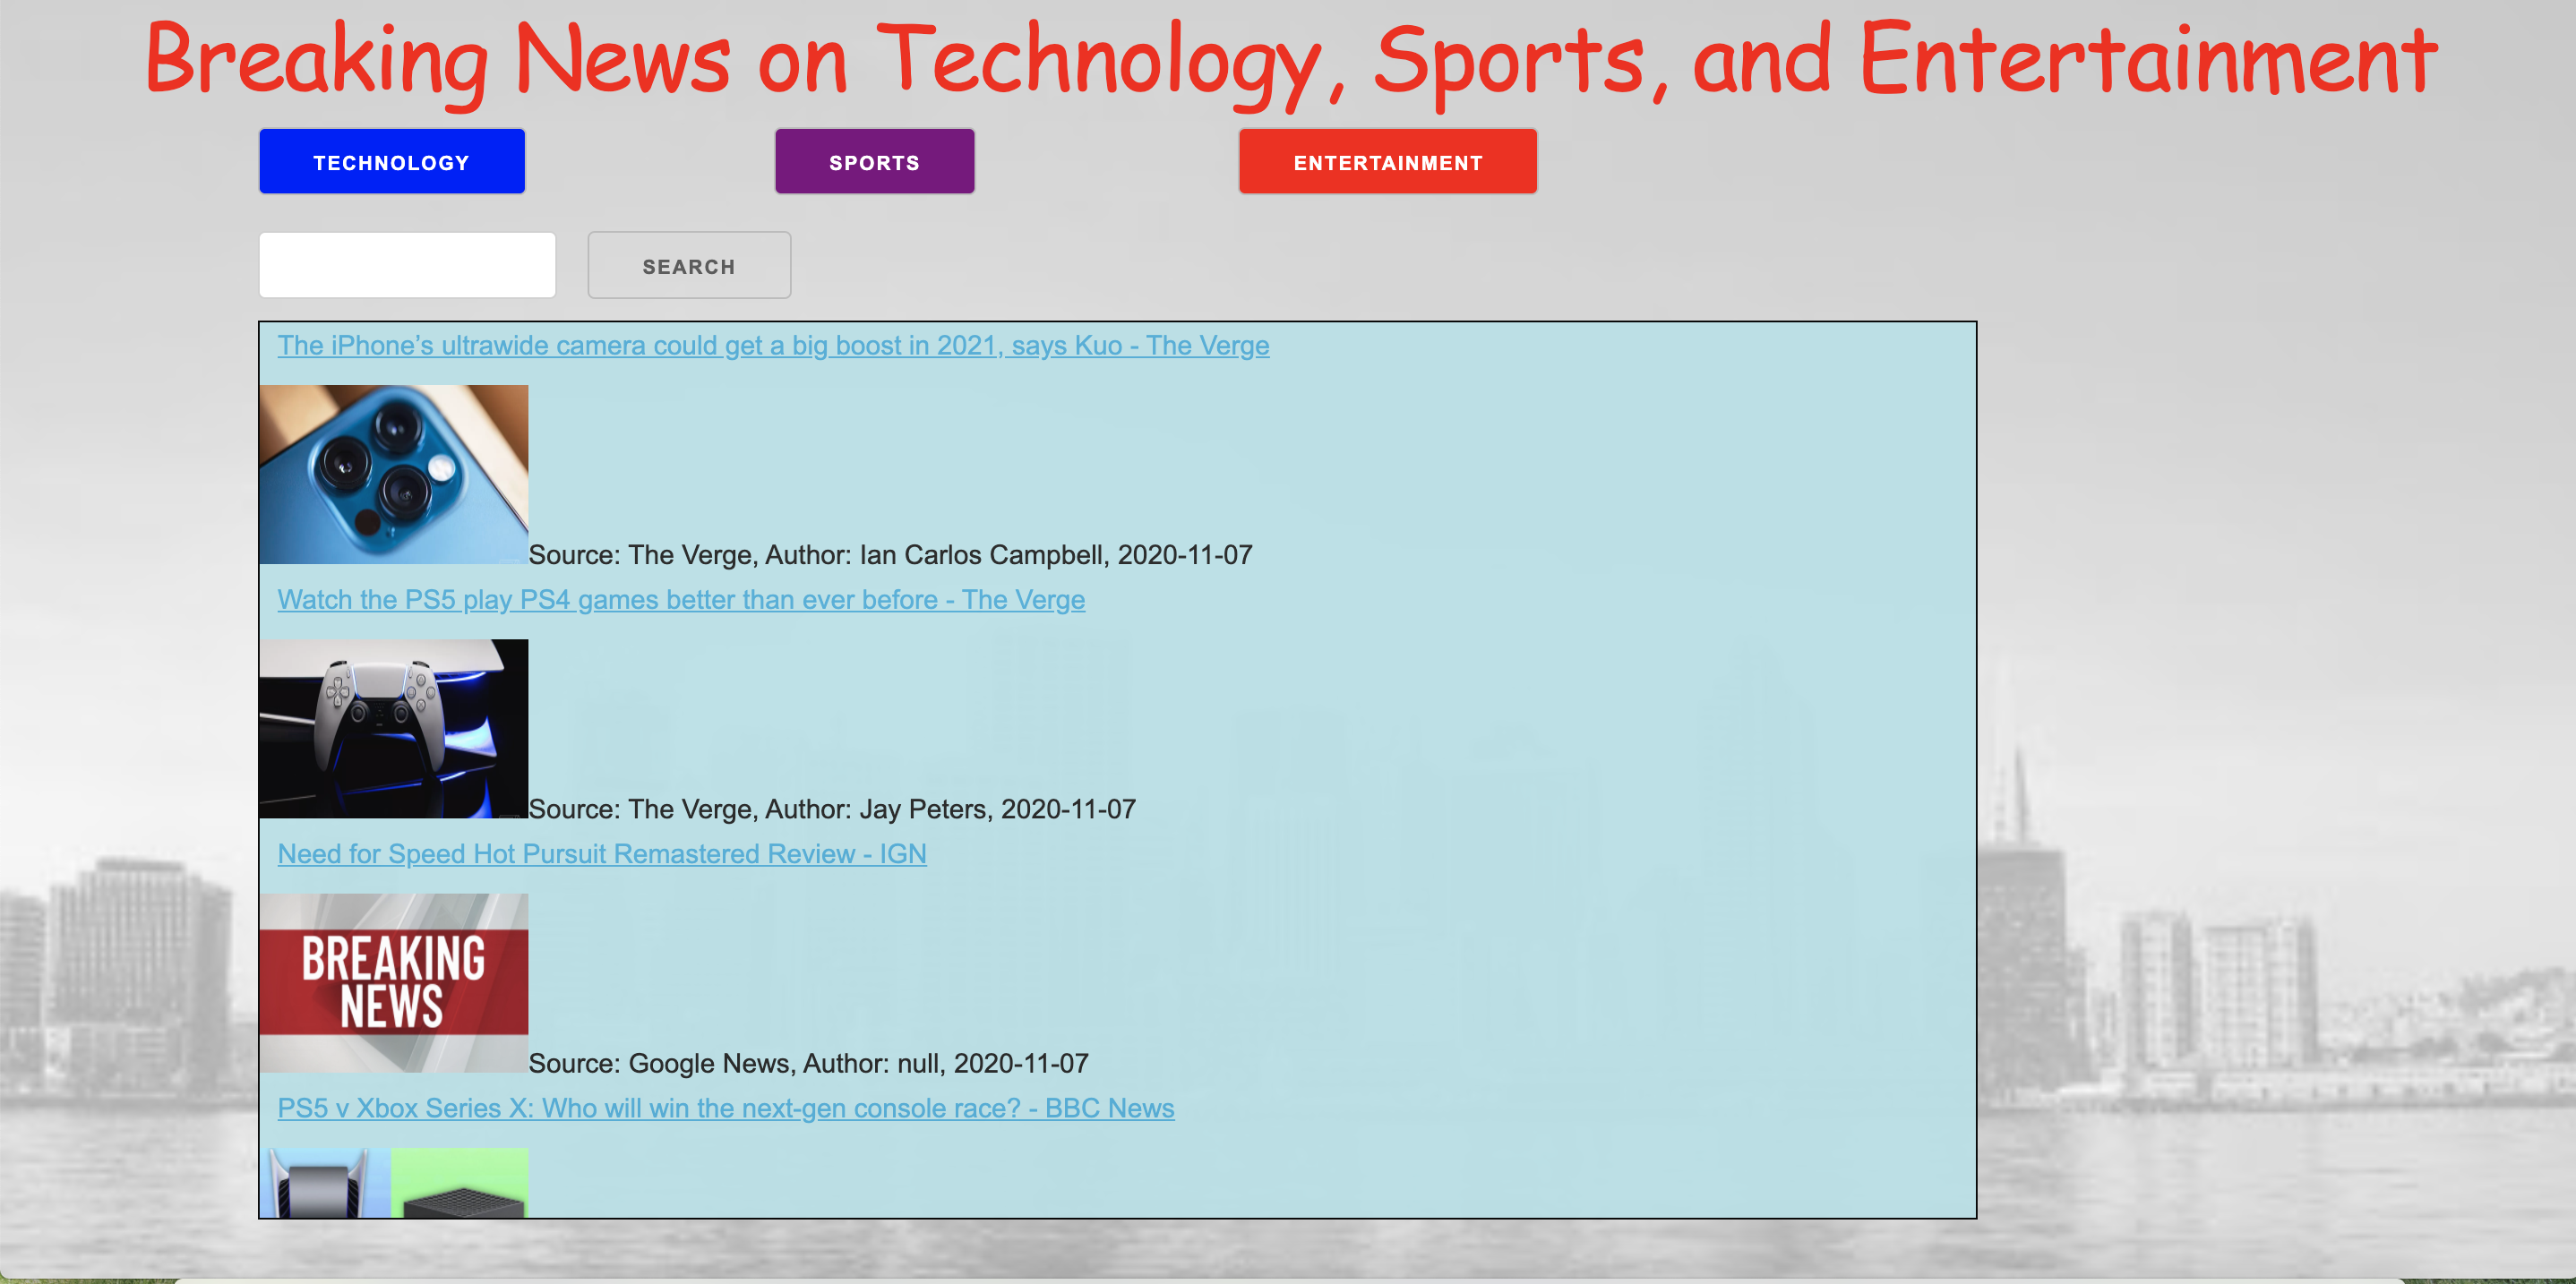 Breaking News on Technology, Sports, and Entertainment
TECHNOLOGY SPORTS ENTERTAINMENT
SEARCH
The iPhone’s ultrawide camera could get a big boost in 2021, says Kuo - The Verge
Source: The Verge, Author: Ian Carlos Campbell, 2020-11-07
Watch the PS5 play PS4 games better than ever before - The Verge
Source: The Verge, Author: Jay Peters, 2020-11-07
Need for Speed Hot Pursuit Remastered Review - IGN
BREAKING
NEWS
Source: Google News, Author: null, 2020-11-07
PS5 v Xbox Series X: Who will win the next-gen console race? - BBC News